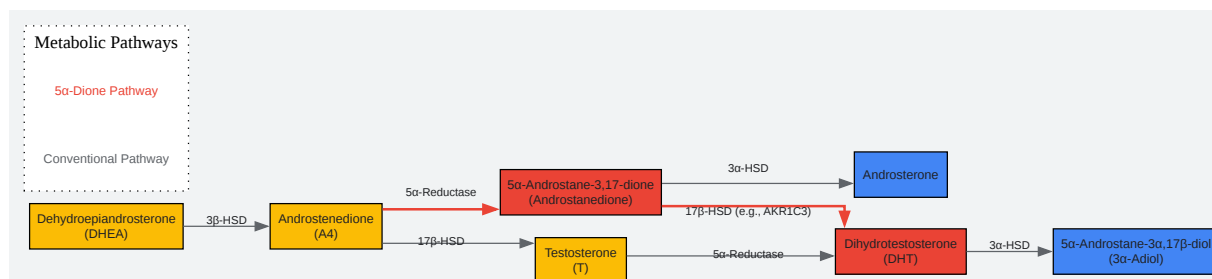 Metabolic Pathways
5α-Dione Pathway
Conventional Pathway
Dehydroepiandrosterone
(DHEA)
3β-HSD
Androstenedione
(A4)
5α-Reductase
17β-HSD
5α-Androstane-3,17-dione
(Androstanedione)
Testosterone
(T)
3α-HSD
17β-HSD (e.g., AKR1C3)
5α-Reductase
Androsterone
Dihydrotestosterone
(DHT)
3α-HSD
5α-Androstane-3α,17β-diol
(3α-Adiol)